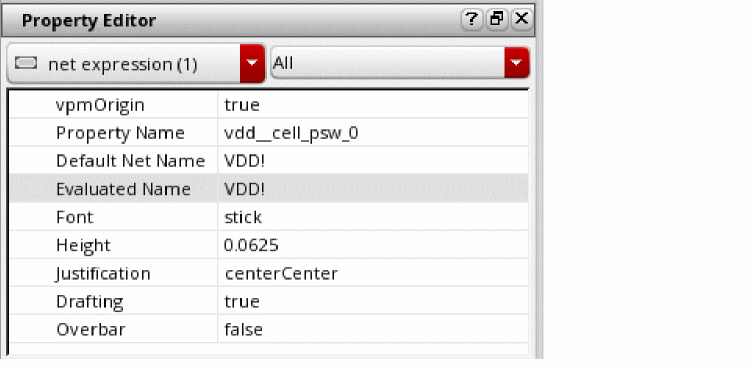 Property Editor
net expression (1) All
vpmOrigin true
Property Name vdd__cell_psw_0
Default Net Name VDD!
Evaluated Name VDD!
Font stick
Height 0.0625
Justification centerCenter
Drafting true
Overbar false